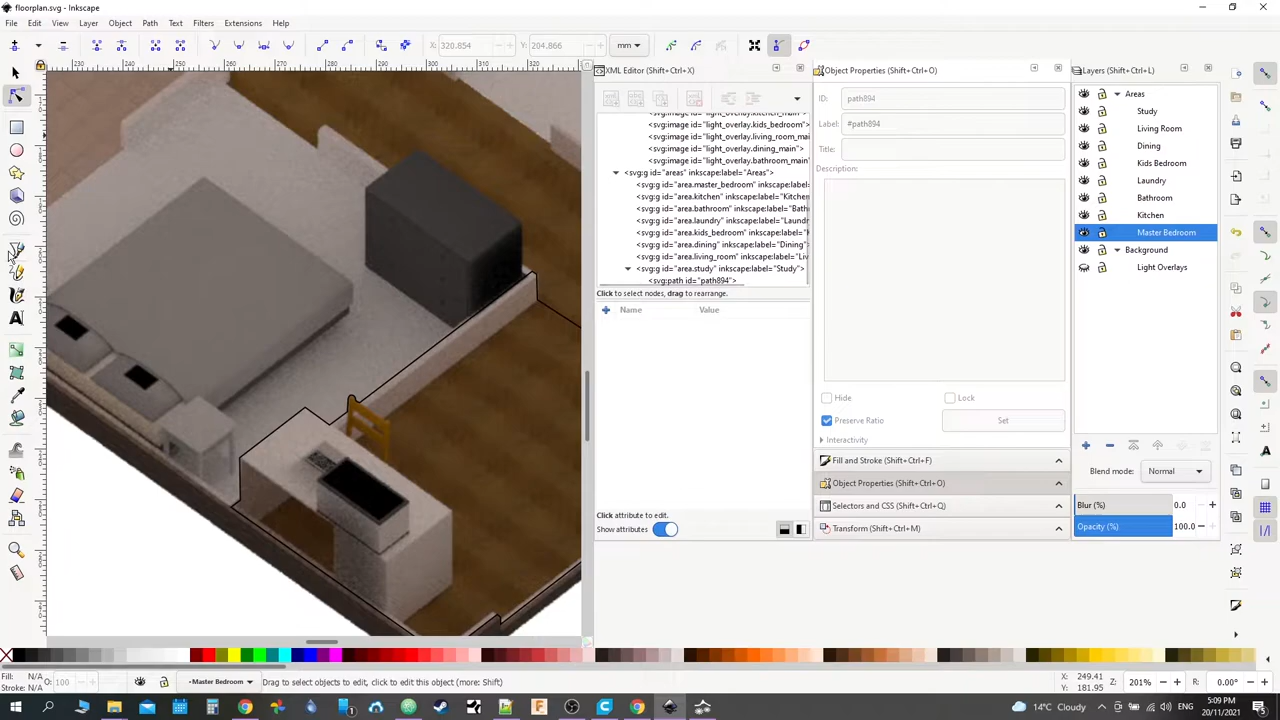 floorplan.svg - Inkscape
File Edit View Layer Object Path Text Filters Extensions Help
X: 320.854 Y: 204.866 mm
XML Editor (Shift+Ctrl+X) Object Properties (Shift+Ctrl+O) Layers (Shift+Ctrl+L)
ID: path894
Label: #path894
Title:
Description:
<svg:image id="light_overlay.kitchen_main"
<svg:image id="light_overlay.kids_bedroom"
<svg:image id="light_overlay.living_room_mai
<svg:image id="light_overlay.dining_main"
<svg:image id="light_overlay.bathroom_main"
<svg:g id="areas" inkscape:label="Areas">
<svg:g id="area.master_bedroom" inkscape:label=
<svg:g id="area.kitchen" inkscape:label="Kitchen
<svg:g id="area.bathroom" inkscape:label="Bath
<svg:g id="area.laundry" inkscape:label="Laund
<svg:g id="area.kids_bedroom" inkscape:label="
<svg:g id="area.dining" inkscape:label="Dining">
<svg:g id="area.living_room" inkscape:label="Liv
<svg:g id="area.study" inkscape:label="Study">
<svg:path id="path894">
Click to select nodes, drag to rearrange.
Name Value
Click attribute to edit.
Show attributes
Hide Lock
Preserve Ratio Set
Interactivity
Fill and Stroke (Shift+Ctrl+F)
Object Properties (Shift+Ctrl+O)
Selectors and CSS (Shift+Ctrl+Q)
Transform (Shift+Ctrl+M)
Areas
Study
Living Room
Dining
Kids Bedroom
Laundry
Bathroom
Kitchen
Master Bedroom
Background
Light Overlays
Blend mode: Normal
Blur (%) 0.0
Opacity (%) 100.0
Fill: N/A
Stroke: N/A
O: 100
•Master Bedroom
Drag to select objects to edit, click to edit this object (more: Shift)
X: 249.41
Y: 181.95
Z: 201%
R: 0.00°
14°C Cloudy
ENG
5:09 PM
20/11/2021